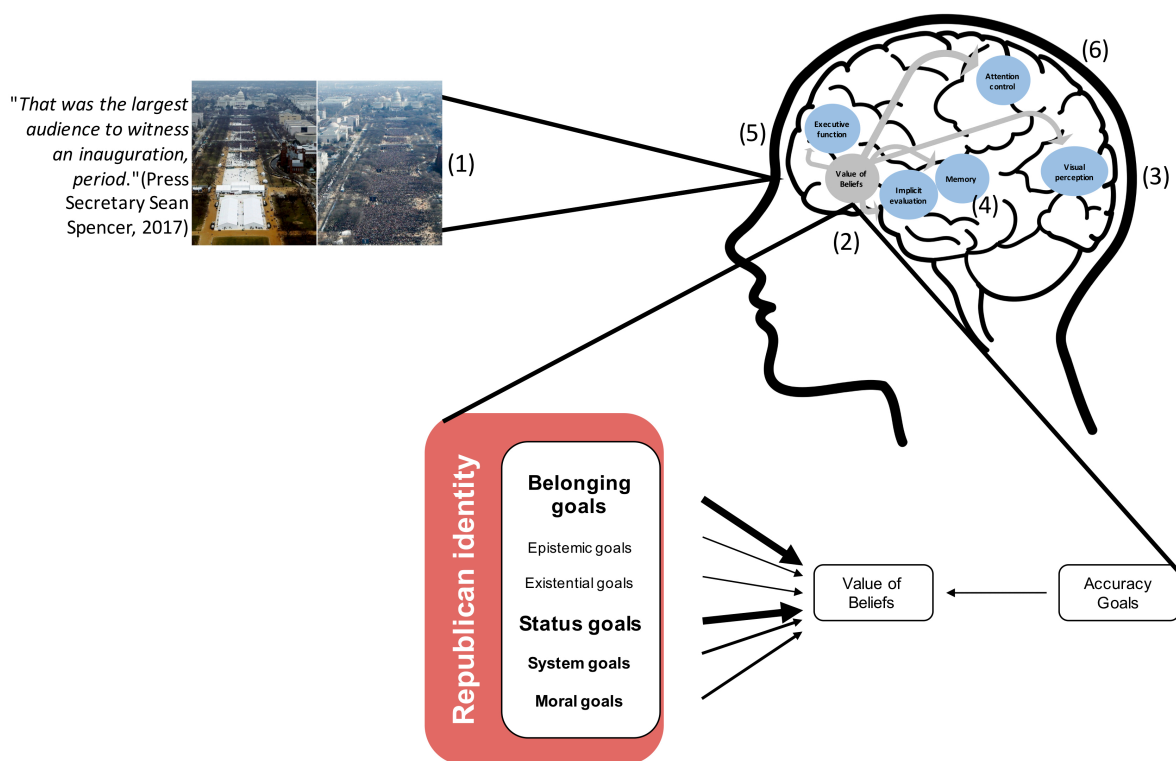 "That was the largest
audience to witness
an inauguration,
period."(Press
Secretary Sean
Spencer, 2017)
(1)
(6)
Attention
control
(5)
Executive
function
Value of
Beliefs
Implicit
evaluation
Memory
(4)
Visual
perception
(3)
(2)
Republican identity
Belonging
goals
Epistemic goals
Existential goals
Status goals
System goals
Moral goals
Value of
Beliefs
Accuracy
Goals